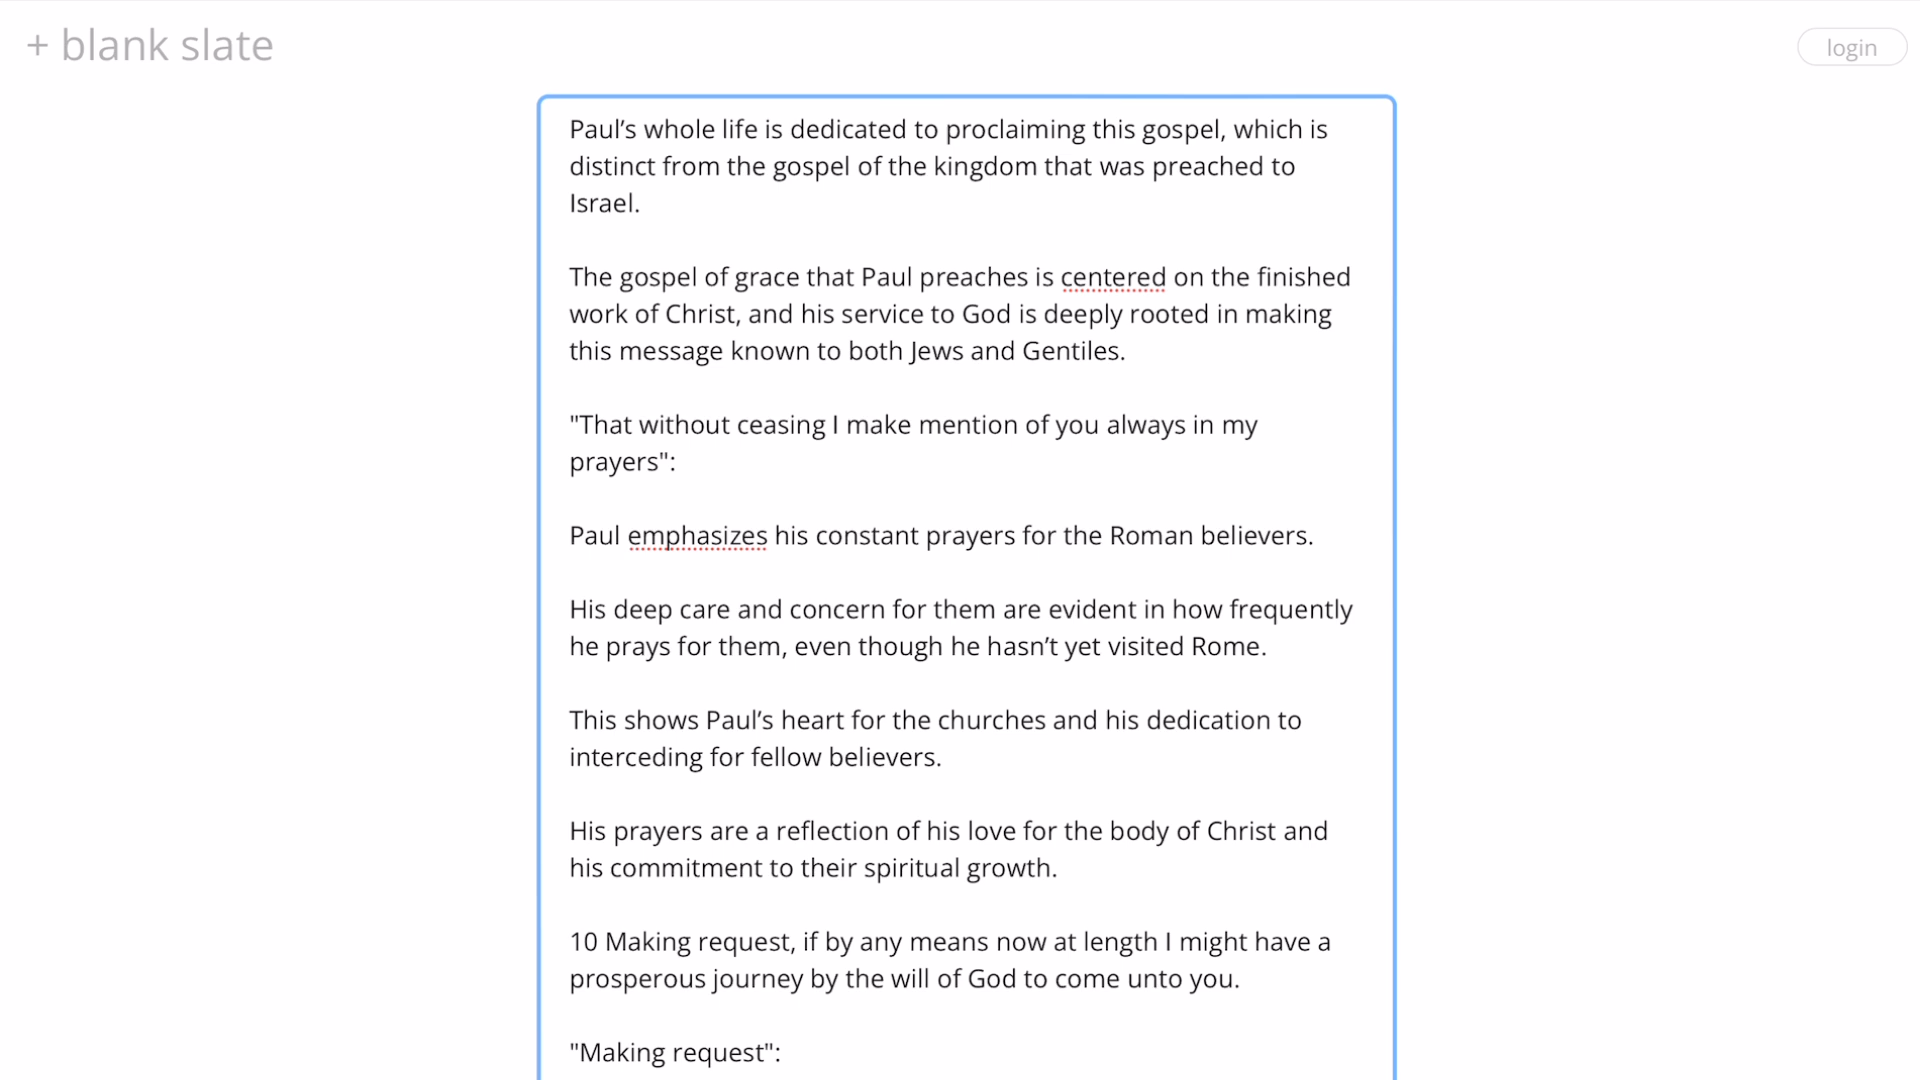 + blank slate
login
Paul’s whole life is dedicated to proclaiming this gospel, which is
distinct from the gospel of the kingdom that was preached to
Israel.
The gospel of grace that Paul preaches is centered on the finished
work of Christ, and his service to God is deeply rooted in making
this message known to both Jews and Gentiles.
"That without ceasing I make mention of you always in my
prayers":
Paul emphasizes his constant prayers for the Roman believers.
His deep care and concern for them are evident in how frequently
he prays for them, even though he hasn’t yet visited Rome.
This shows Paul’s heart for the churches and his dedication to
interceding for fellow believers.
His prayers are a reflection of his love for the body of Christ and
his commitment to their spiritual growth.
10 Making request, if by any means now at length I might have a
prosperous journey by the will of God to come unto you.
"Making request":